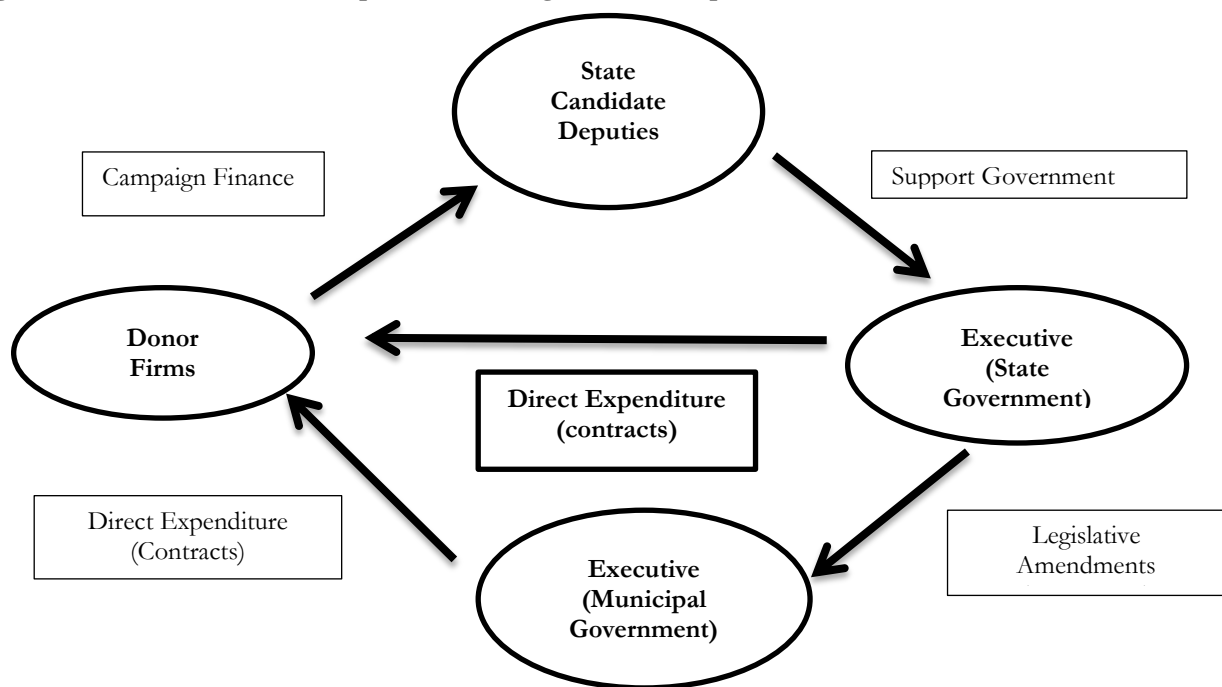 State
Candidate
Deputies
Campaign Finance
Support Government
Donor
Firms
Executive
(State
Government)
Direct Expenditure
(contracts)
Direct Expenditure
(Contracts)
Executive
(Municipal
Government)
Legislative
Amendments